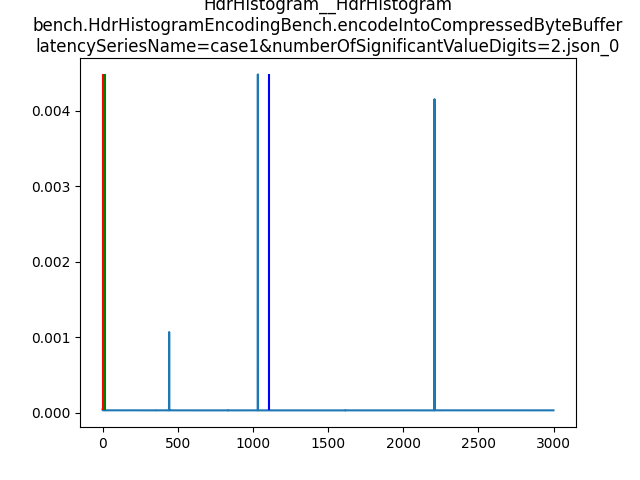 HdrHistogram__HdrHistogram
bench.HdrHistogramEncodingBench.encodeIntoCompressedByteBuffer
latencySeriesName=case1&numberOfSignificantValueDigits=2.json_0
0.004
0.003
0.002
0.001
0.000
0 500 1000 1500 2000 2500 3000